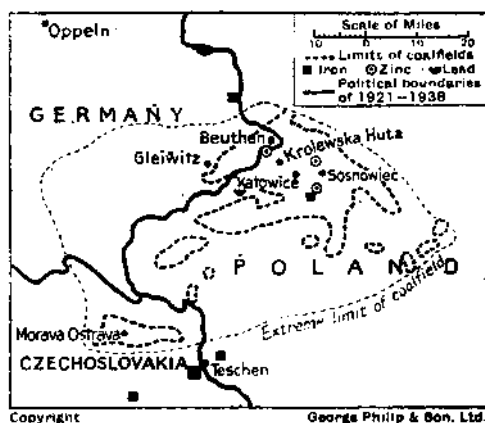 Oppeln
Scale of Miles
10 0 10 20
Limits of coalfields
Iron Zinc Lead
Political boundaries
of 1921-1938
GERMANY
Beuthen
Krolewska Huta
Gleiwitz
Katowice
Sosnowiec
POLAND
Extreme limit of coalfield
Morava Ostrava
CZECHOSLOVAKIA
Teschen
Copyright
George Philip & Son. Ltd.